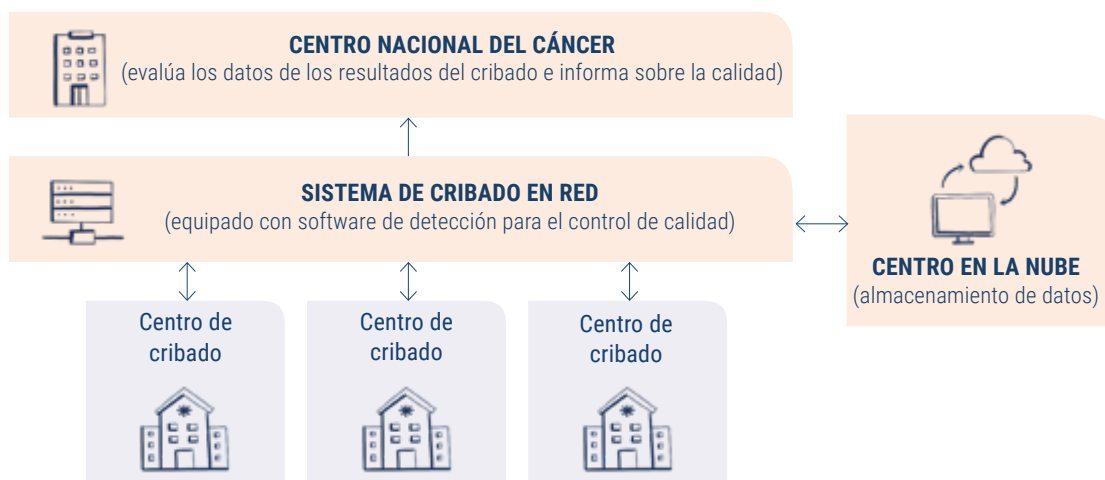 CENTRO NACIONAL DEL CÁNCER
(evalúa los datos de los resultados del cribado e informa sobre la calidad)
SISTEMA DE CRIBADO EN RED
(equipado con software de detección para el control de calidad)
CENTRO EN LA NUBE
(almacenamiento de datos)
Centro de
cribado
Centro de
cribado
Centro de
cribado